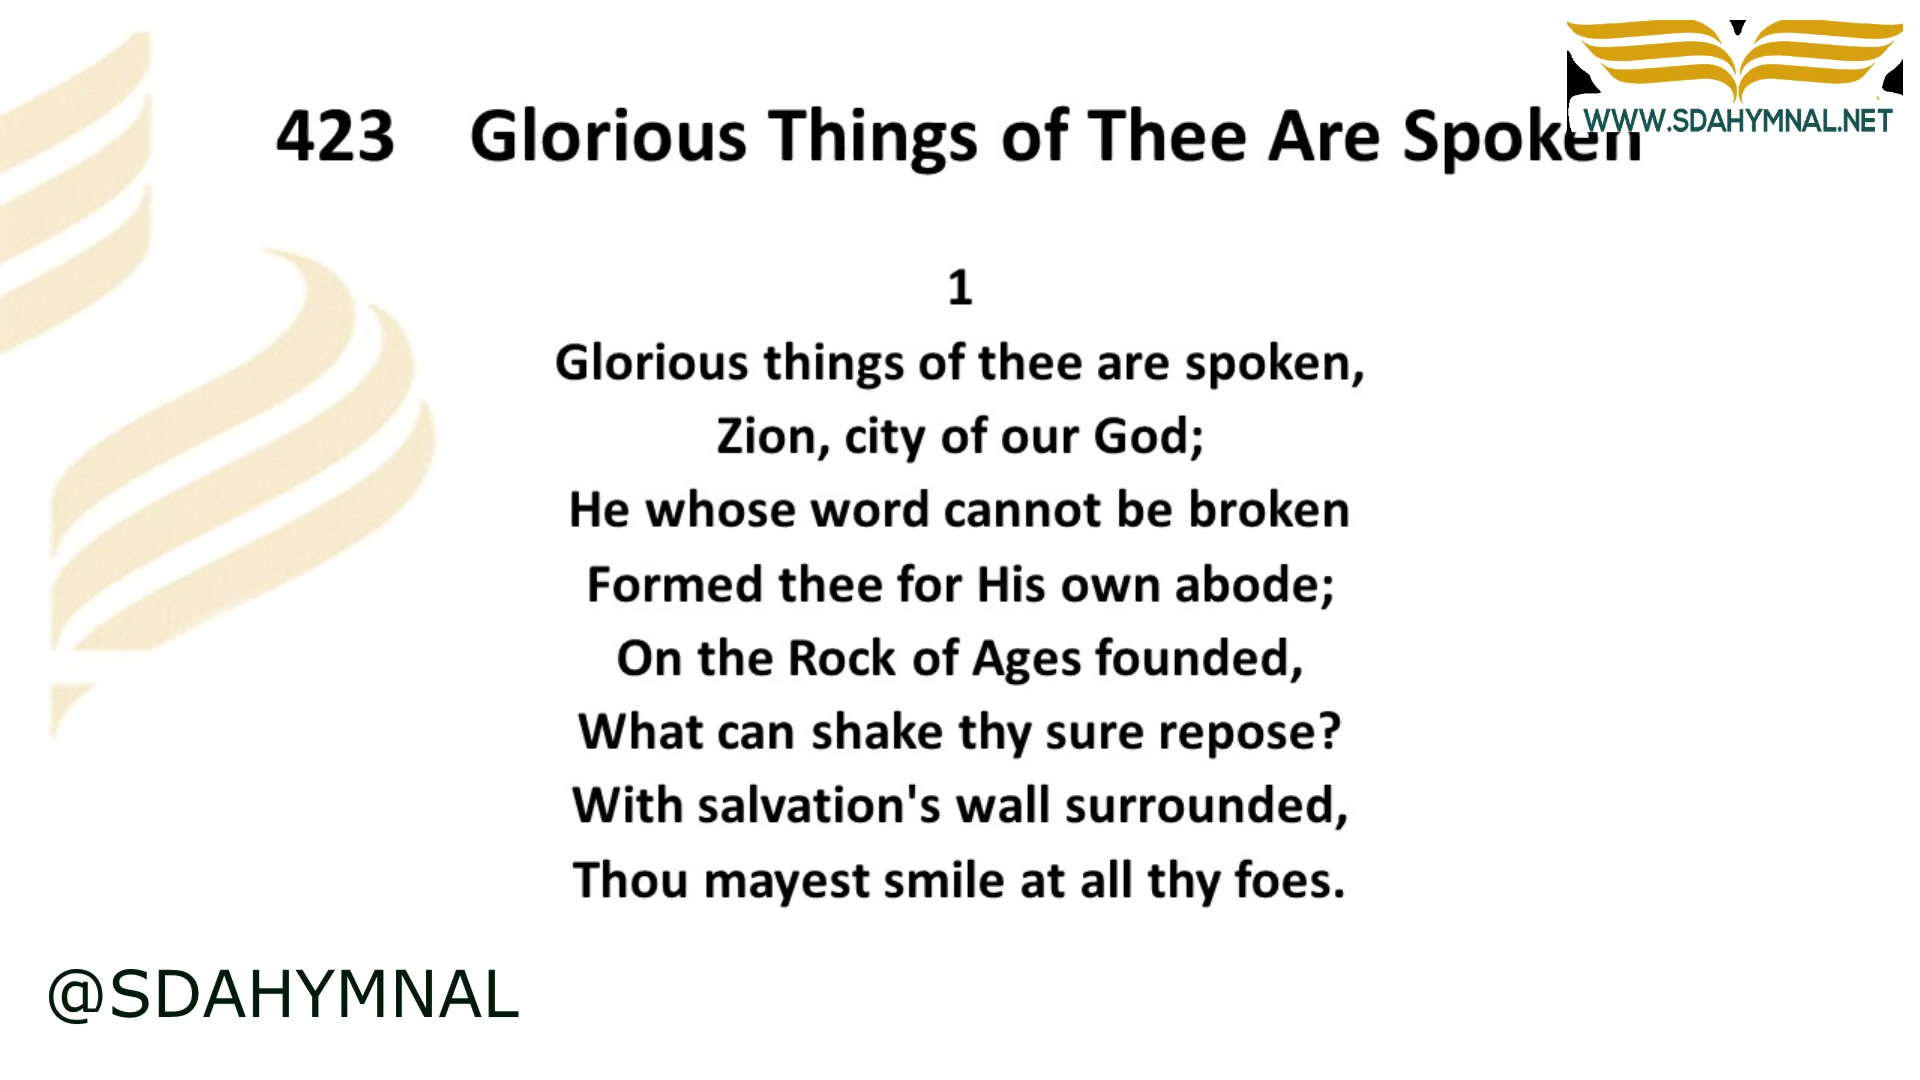 WWW.SDAHYMNAL.NET
423 Glorious Things of Thee Are Spoken
1
Glorious things of thee are spoken,
Zion, city of our God;
He whose word cannot be broken
Formed thee for His own abode;
On the Rock of Ages founded,
What can shake thy sure repose?
With salvation's wall surrounded,
Thou mayest smile at all thy foes.
@SDAHYMNAL